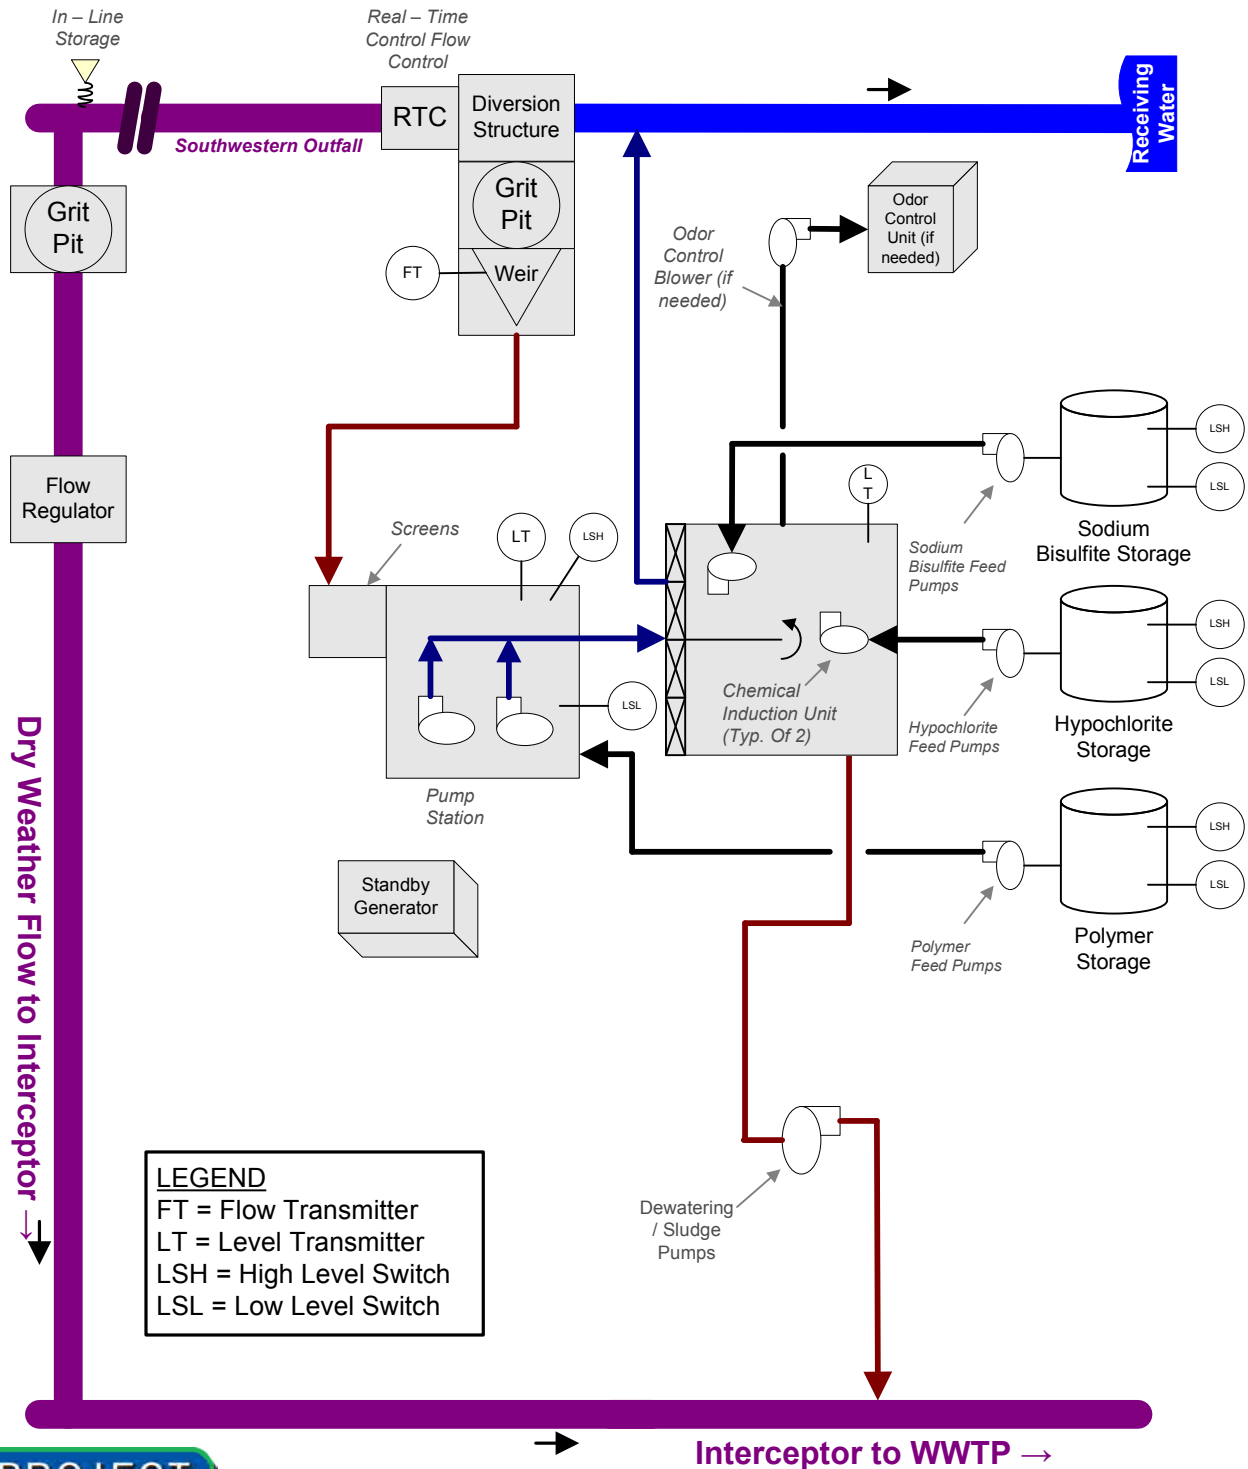 In – Line
Storage
Real – Time
Control Flow
Control
RTC
Diversion
Structure
Receiving
Water
Southwestern Outfall
Grit
Pit
Grit
Pit
FT
Weir
Odor
Control
Blower (if
needed)
Odor
Control
Unit (if
needed)
Flow
Regulator
Screens
LT
LSH
LSL
Pump
Station
L
T
Chemical
Induction Unit
(Typ. Of 2)
Sodium
Bisulfite Feed
Pumps
LSH
LSL
Sodium
Bisulfite Storage
Hypochlorite
Feed Pumps
LSH
LSL
Hypochlorite
Storage
Polymer
Feed Pumps
LSH
LSL
Polymer
Storage
Standby
Generator
Dry Weather Flow to Interceptor →
LEGEND
FT = Flow Transmitter
LT = Level Transmitter
LSH = High Level Switch
LSL = Low Level Switch
Dewatering
/ Sludge
Pumps
Interceptor to WWTP →
PROJECT